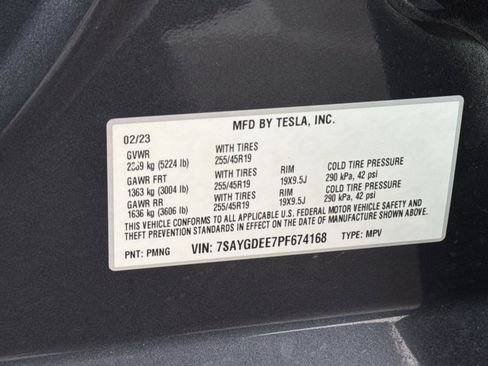 MFD BY TESLA, INC.
02/23
GVWR WITH TIRES
kg (5224 lb) 255/45R19
GAWR FRT WITH TIRES RIM COLD TIRE PRESSURE
1363 kg (3004 lb) 255/45R19 19X9.5J 290 kPa, 42 psi
GAWR RR WITH TIRES RIM COLD TIRE PRESSURE
1636 kg (3606 lb) 255/45R19 19X9.5J 290 kPa, 42 psi
THIS VEHICLE CONFORMS TO ALL APPLICABLE U.S. FEDERAL MOTOR VEHICLE SAFETY AND
THEFT PREVENTION STANDARDS IN EFFECT ON THE DATE OF MANUFACTURE SHOWN ABOVE.
PNT: PMNG VIN: 7SAYGDEE7PF674168 TYPE: MPV